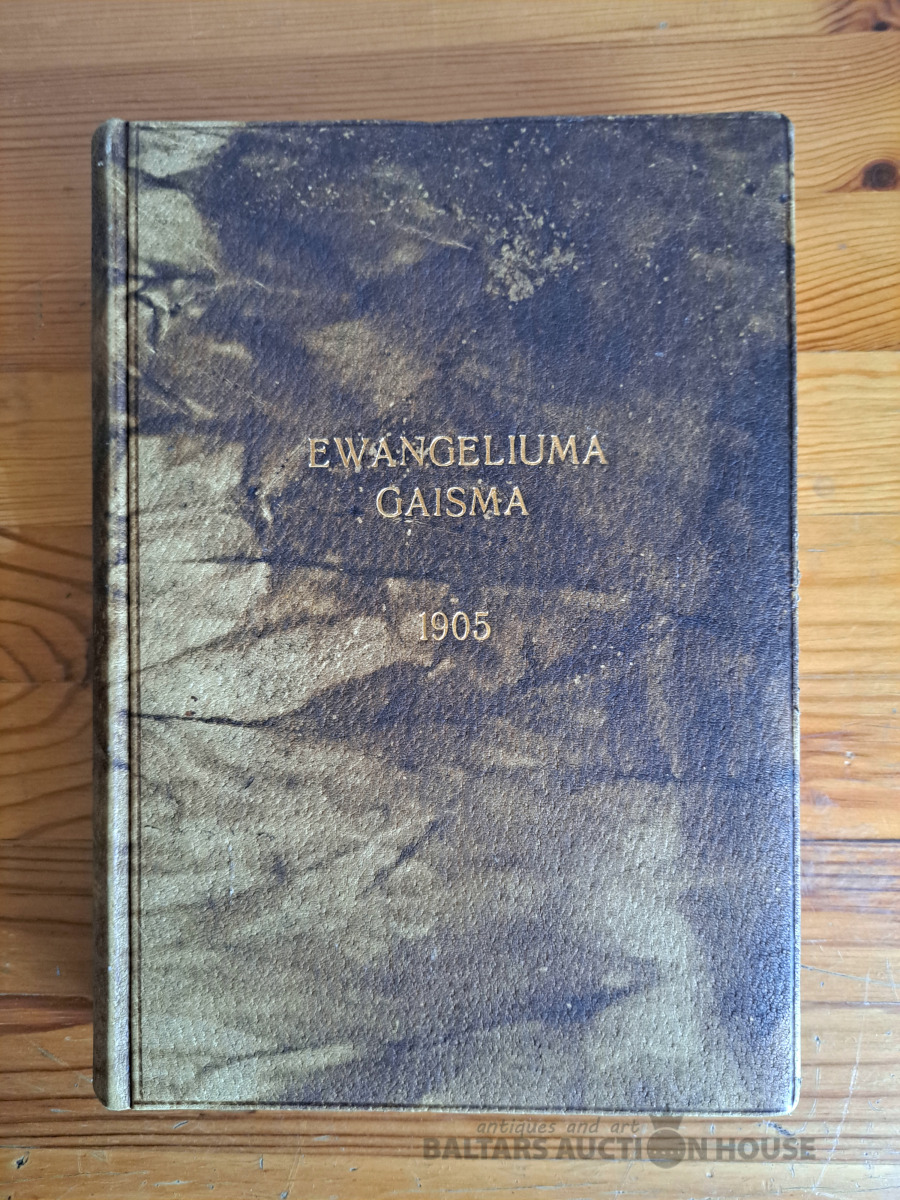 EWANGELIUMA
GAISMA
1905
antiques and art
BALTARS AUCTION HOUSE